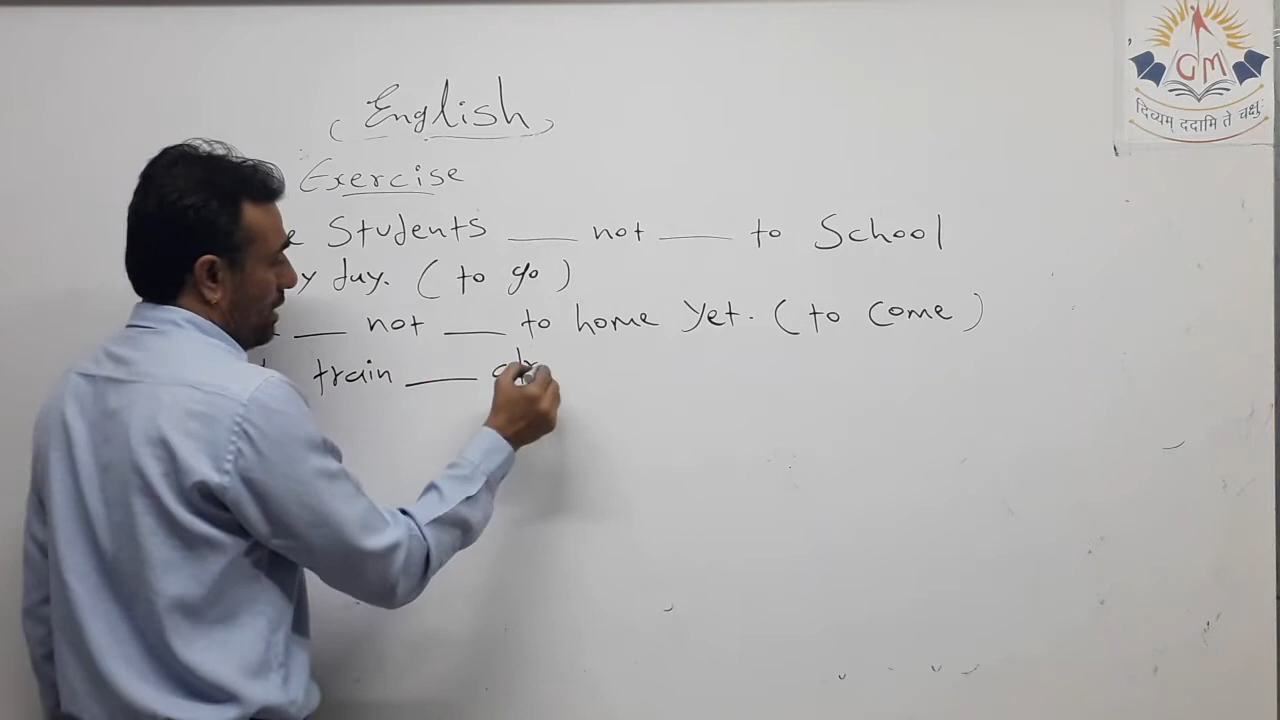 ( English )
Exercise
e Students ___ not ___ to School
y day. ( to go )
___ not ___ to home yet. ( to come )
train ___
GM
दिव्यम् ददामि ते चक्षुः